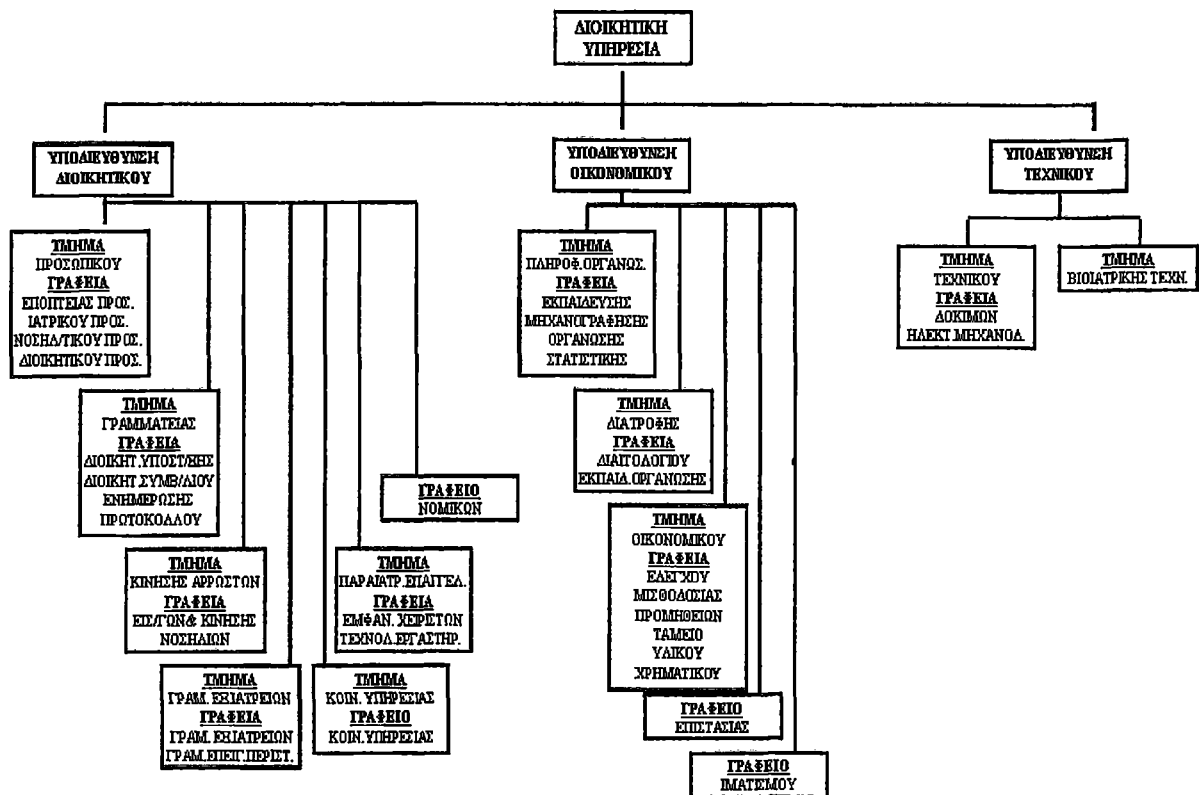 ΔΙΟΙΚΗΤΙΚΗ
ΥΠΗΡΕΣΙΑ
ΥΠΟΔΙΕΥΘΥΝΣΗ
ΔΙΟΙΚΗΤΙΚΟΥ
ΥΠΟΔΙΕΥΘΥΝΣΗ
ΟΙΚΟΝΟΜΙΚΟΥ
ΥΠΟΔΙΕΥΘΥΝΣΗ
ΤΕΧΝΙΚΟΥ
ΤΜΗΜΑ
ΠΡΟΣΩΠΙΚΟΥ
ΓΡΑΦΕΙΑ
ΕΠΟΠΤΕΙΑΣ ΠΡΟΣ.
ΙΑΤΡΙΚΟΥ ΠΡΟΣ.
ΝΟΣΗΛ/ΤΙΚΟΥ ΠΡΟΣ.
ΔΙΟΙΚΗΤΙΚΟΥ ΠΡΟΣ.
ΤΜΗΜΑ
ΓΡΑΜΜΑΤΕΙΑΣ
ΓΡΑΦΕΙΑ
ΔΙΟΙΚΗΤ.ΥΠΟΣΤ/ΞΗΣ
ΔΙΟΙΚΗΤ.ΣΥΜΒ/ΛΙΟΥ
ΕΝΗΜΕΡΩΣΗΣ
ΠΡΩΤΟΚΟΛΛΟΥ
ΤΜΗΜΑ
ΚΙΝΗΣΗΣ ΑΡΡΩΣΤΩΝ
ΓΡΑΦΕΙΑ
ΕΙΣ/ΓΩΝ & ΚΙΝΗΣΗΣ
ΝΟΣΗΛΙΩΝ
ΤΜΗΜΑ
ΓΡΑΜ. ΕΞ.ΙΑΤΡΕΙΩΝ
ΓΡΑΦΕΙΑ
ΓΡΑΜ. ΕΞ.ΙΑΤΡΕΙΩΝ
ΓΡΑΜ. ΕΠΕΙΓ.ΠΕΡΙΣΤ.
ΤΜΗΜΑ
ΚΟΙΝ. ΥΠΗΡΕΣΙΑΣ
ΓΡΑΦΕΙΟ
ΚΟΙΝ. ΥΠΗΡΕΣΙΑΣ
ΤΜΗΜΑ
ΠΑΡΑΙΑΤΡ.ΕΠΑΓΓΕΛ.
ΓΡΑΦΕΙΑ
ΕΜΦΑΝ. ΧΕΙΡΙΣΤΩΝ
ΤΕΧΝΟΛ.ΕΡΓΑΣΤΗΡ.
ΓΡΑΦΕΙΟ
ΝΟΜΙΚΩΝ
ΤΜΗΜΑ
ΠΛΗΡΟΦ.ΟΡΓΑΝΩΣ.
ΓΡΑΦΕΙΑ
ΕΚΠΑΙΔΕΥΣΗΣ
ΜΗΧΑΝΟΓΡΑΦΗΣΗΣ
ΟΡΓΑΝΩΣΗΣ
ΣΤΑΤΙΣΤΙΚΗΣ
ΤΜΗΜΑ
ΔΙΑΤΡΟΦΗΣ
ΓΡΑΦΕΙΑ
ΔΙΑΙΤΟΛΟΓΙΟΥ
ΕΚΠΑΙΔ.ΟΡΓΑΝΩΣΗΣ
ΤΜΗΜΑ
ΟΙΚΟΝΟΜΙΚΟΥ
ΓΡΑΦΕΙΑ
ΕΛΕΓΧΟΥ
ΜΙΣΘΟΔΟΣΙΑΣ
ΠΡΟΜΗΘΕΙΩΝ
ΤΑΜΕΙΟ
ΥΛΙΚΟΥ
ΧΡΗΜΑΤΙΚΟΥ
ΓΡΑΦΕΙΟ
ΕΠΙΣΤΑΣΙΑΣ
ΓΡΑΦΕΙΟ
ΙΜΑΤΙΣΜΟΥ
ΤΜΗΜΑ
ΤΕΧΝΙΚΟΥ
ΓΡΑΦΕΙΑ
ΔΟΚΙΜΩΝ
ΗΛΕΚΤ.ΜΗΧΑΝΟΛ.
ΤΜΗΜΑ
ΒΙΟΙΑΤΡΙΚΗΣ ΤΕΧΝ.